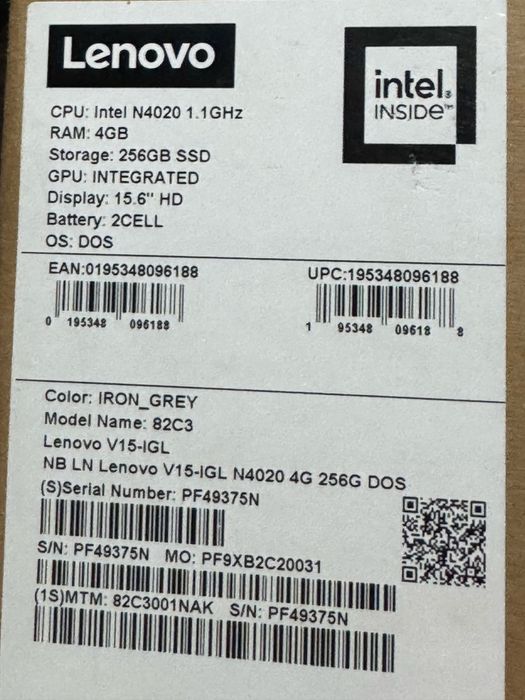 Lenovo
intel.
INSIDE™
CPU: Intel N4020 1.1GHz
RAM: 4GB
Storage: 256GB SSD
GPU: INTEGRATED
Display: 15.6" HD
Battery: 2CELL
OS: DOS
EAN:0195348096188
0 195348 096188
UPC:195348096188
1 95348 09618 8
Color: IRON_GREY
Model Name: 82C3
Lenovo V15-IGL
NB LN Lenovo V15-IGL N4020 4G 256G DOS
(S)Serial Number: PF49375N
S/N: PF49375N MO: PF9XB2C20031
(1S)MTM: 82C3001NAK S/N: PF49375N